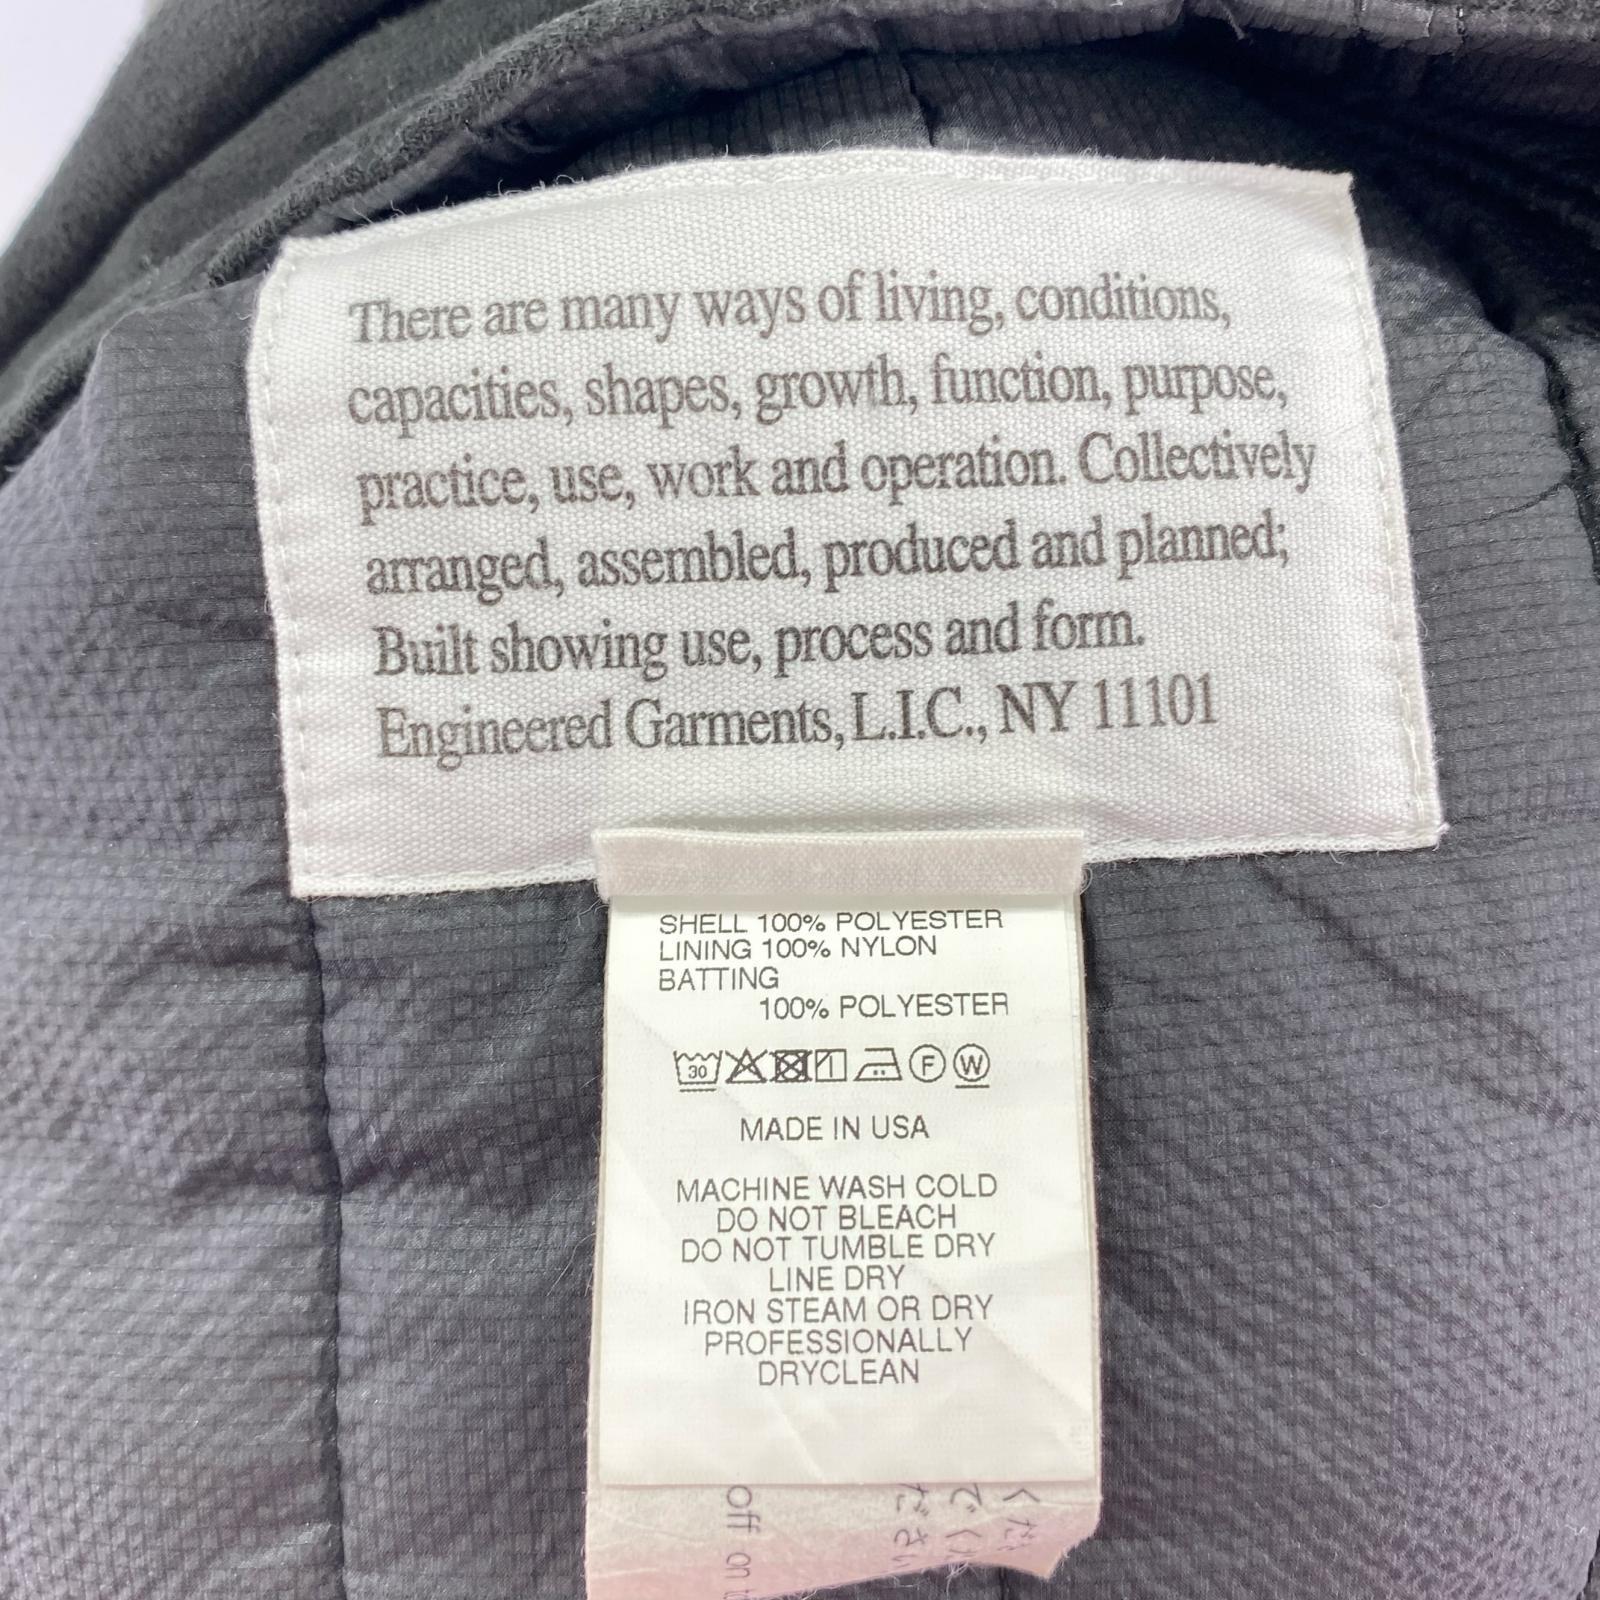 There are many ways of living, conditions,
capacities, shapes, growth, function, purpose,
practice, use, work and operation. Collectively
arranged, assembled, produced and planned;
Built showing use, process and form.
Engineered Garments, L.I.C., NY 11101
SHELL 100% POLYESTER
LINING 100% NYLON
BATTING
100% POLYESTER
30 F W
MADE IN USA
MACHINE WASH COLD
DO NOT BLEACH
DO NOT TUMBLE DRY
LINE DRY
IRON STEAM OR DRY
PROFESSIONALLY
DRYCLEAN
off on